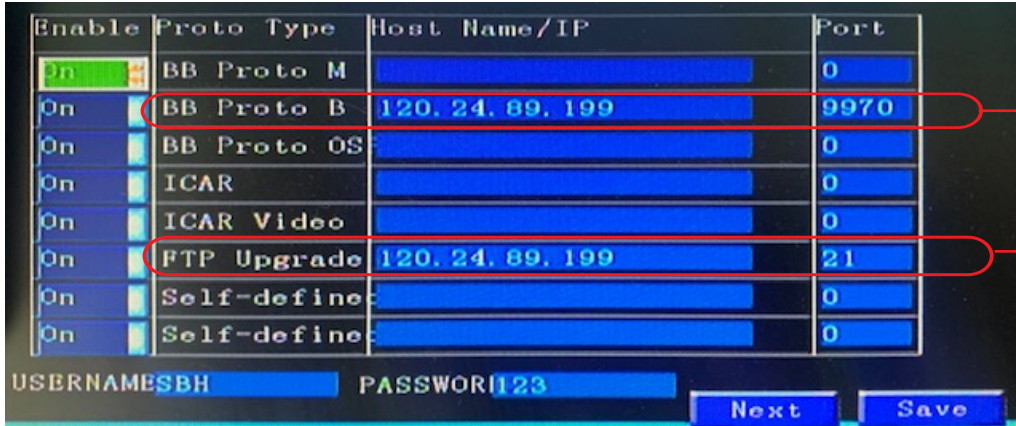 Enable Proto Type Host Name/IP Port
On BB Proto M 0
On BB Proto B 120.24.89.199 9970
On BB Proto OS 0
On ICAR 0
On ICAR Video 0
On FTP Upgrade 120.24.89.199 21
On Self-define 0
On Self-define 0
USERNAME SBH PASSWOR 123
Next Save